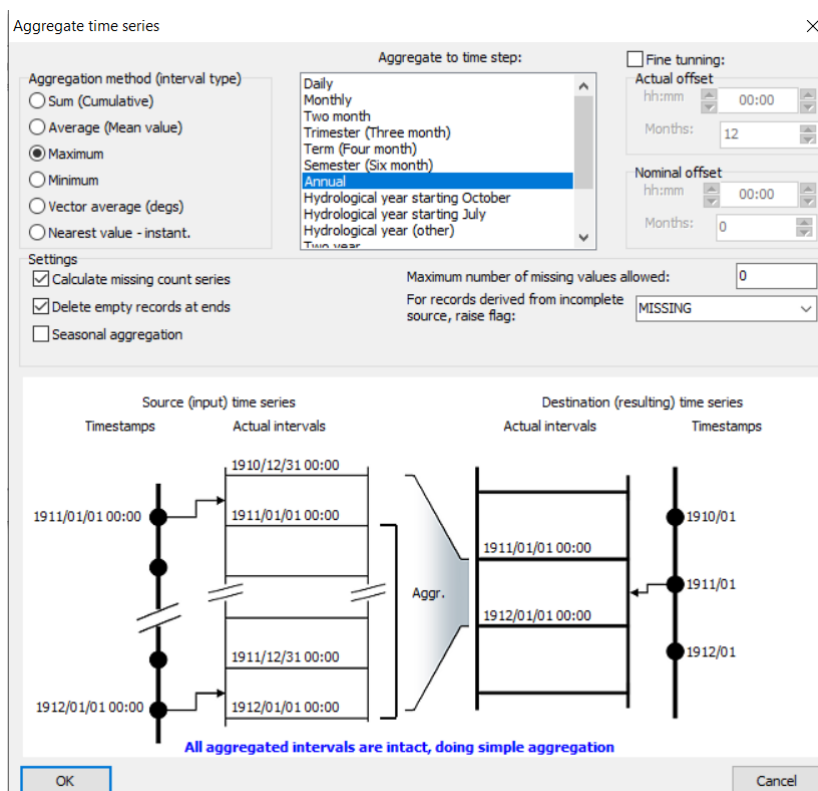 Aggregate time series
Aggregate to time step:
Fine tunning:
Aggregation method (interval type)
Sum (Cumulative)
Average (Mean value)
Maximum
Minimum
Vector average (degs)
Nearest value - instant.
Daily
Monthly
Two month
Trimester (Three month)
Term (Four month)
Semester (Six month)
Annual
Hydrological year starting October
Hydrological year starting July
Hydrological year (other)
Two year
Actual offset
hh:mm 00:00
Months: 12
Nominal offset
hh:mm 00:00
Months: 0
Settings
Calculate missing count series
Delete empty records at ends
Seasonal aggregation
Maximum number of missing values allowed: 0
For records derived from incomplete
source, raise flag:
MISSING
Source (input) time series
Timestamps Actual intervals
1910/12/31 00:00
1911/01/01 00:00
1911/01/01 00:00
1911/12/31 00:00
1912/01/01 00:00
1912/01/01 00:00
Aggr.
Destination (resulting) time series
Actual intervals Timestamps
1910/01
1911/01/01 00:00
1911/01
1912/01/01 00:00
1912/01
All aggregated intervals are intact, doing simple aggregation
OK
Cancel